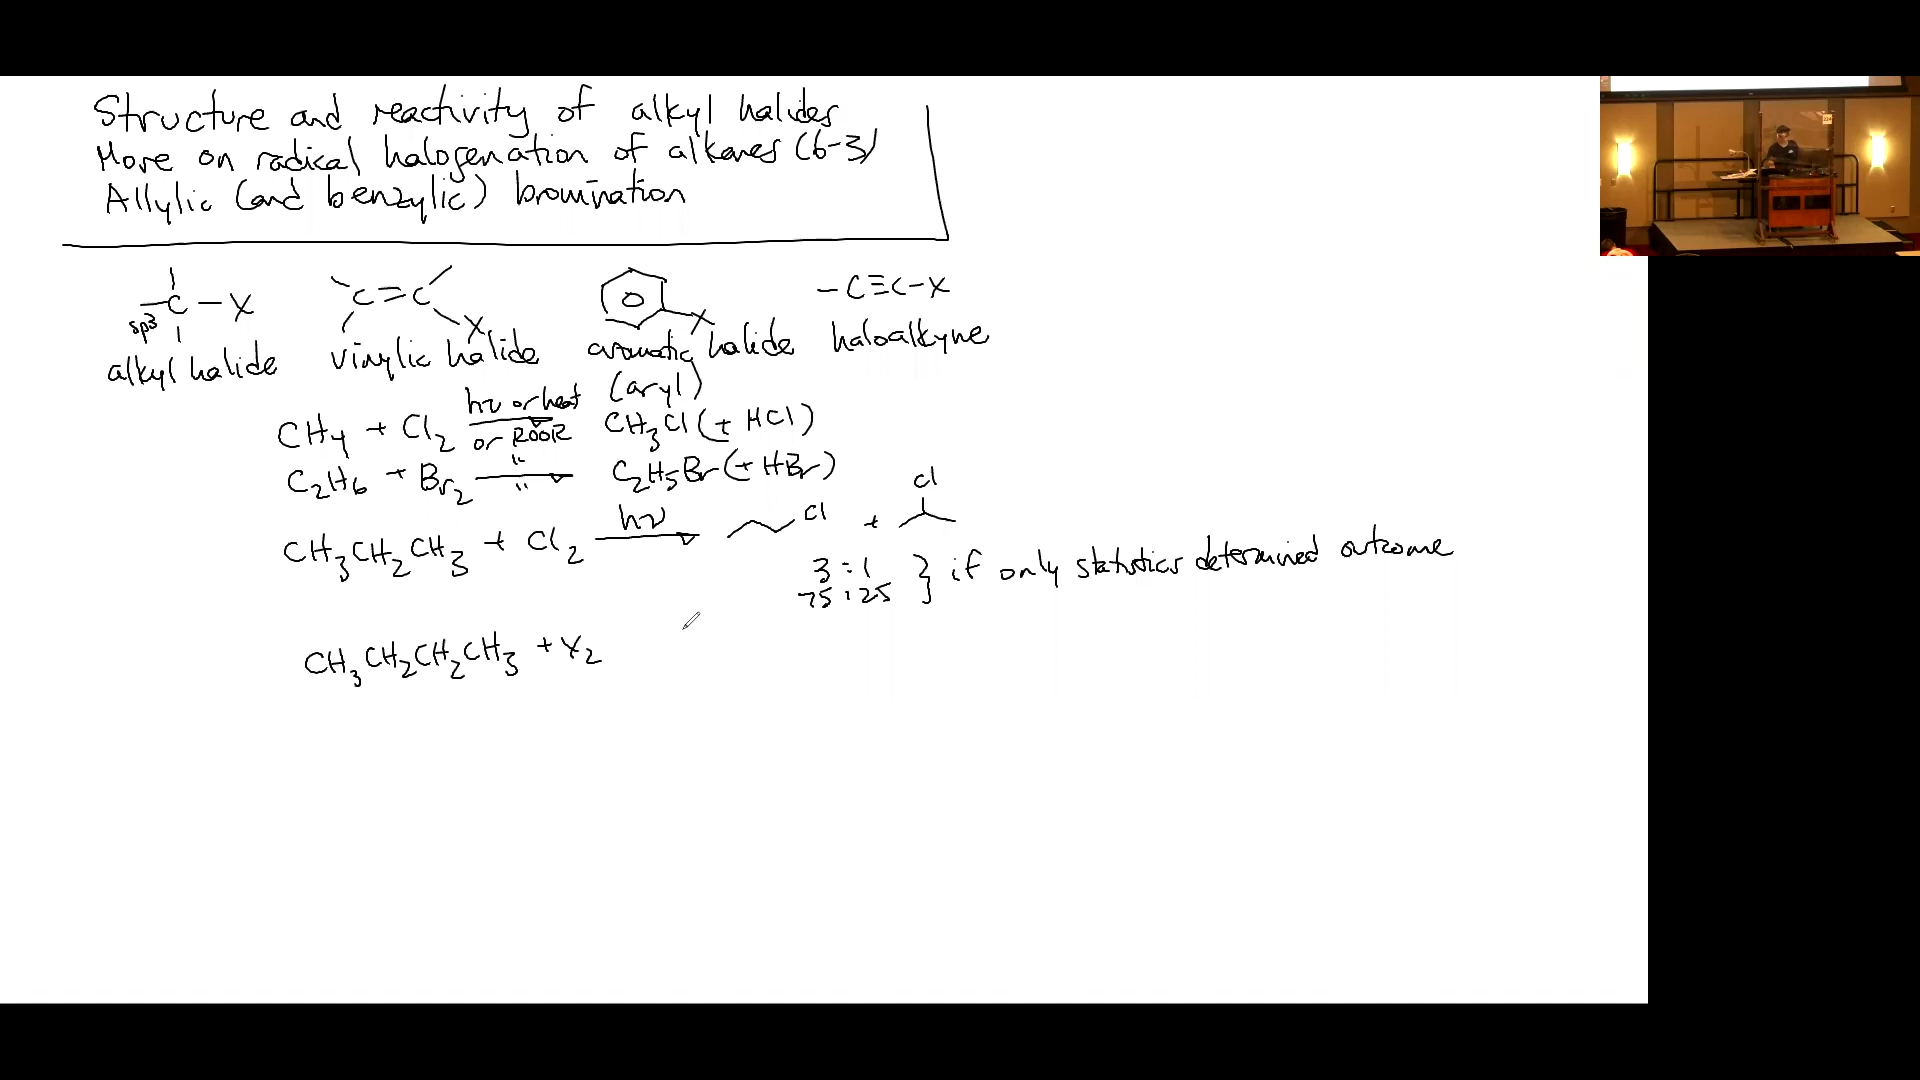 Structure and reactivity of alkyl halides
More on radical halogenation of alkanes (6-3)
Allylic (and benzylic) bromination
sp3 -C-X
C=C X
X
-C≡C-X
alkyl halide vinylic halide aromatic halide haloalkyne
(aryl)
CH4 + Cl2 hν or heat or ROOR CH3Cl (+ HCl)
C2H6 + Br2 " " C2H5Br (+ HBr)
CH3CH2CH3 + Cl2 hν Cl + Cl
3:1
75:25 } if only statistics determined outcome
CH3CH2CH2CH3 + X2